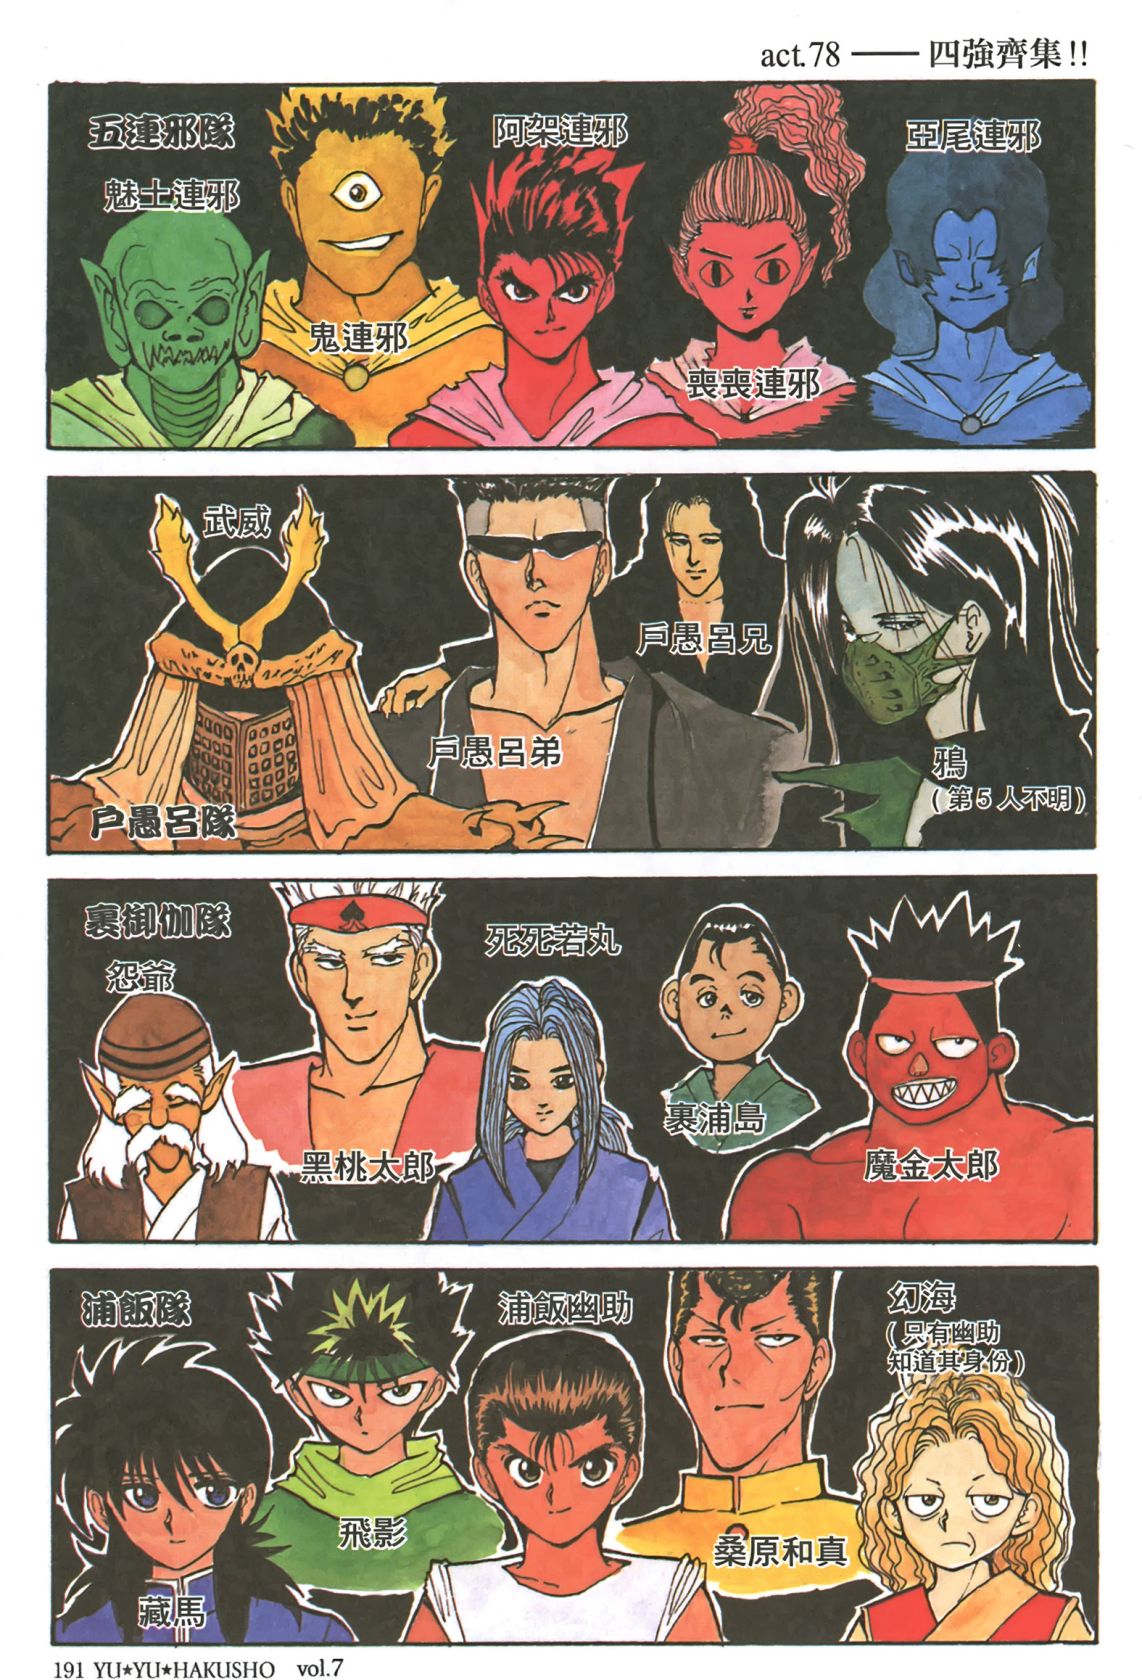 act.78 —— 四強齊集!!
五連邪隊
魅土連邪
鬼連邪
阿架連邪
喪喪連邪
亞尾連邪
武威
戶愚呂弟
戶愚呂兄
鴉
(第5人不明)
戶愚呂隊
裏御伽隊
怨爺
黑桃太郎
死死若丸
裏浦島
魔金太郎
浦飯隊
藏馬
飛影
浦飯幽助
桑原和真
幻海
(只有幽助
知道其身份)
191 YU★YU★HAKUSHO vol.7